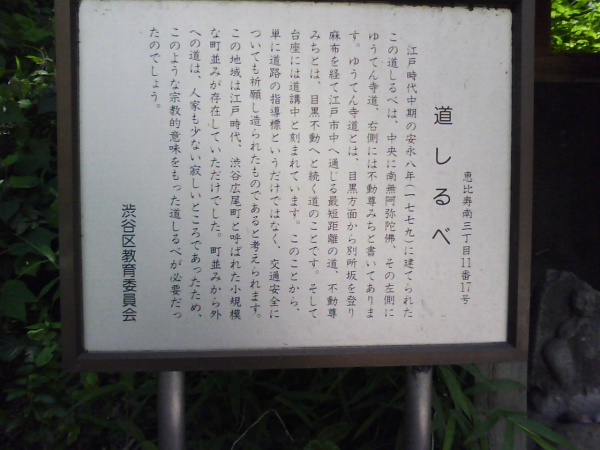 恵比寿南三丁目11番17号
道しるべ
江戸時代中期の安永八年(一七七九)に建てられた
この道しるべは、中央に南無阿弥陀佛、その左側に
ゆうてん寺道、右側には不動尊みちと書いてありま
す。ゆうてん寺道とは、目黒方面から別所坂を登り
麻布を経て江戸市中へ通じる最短距離の道、不動尊
みちとは、目黒不動へと続く道のことです。そして
台座には道講中と刻まれています。このことから、
単に道路の指導標というだけではなく、交通安全に
ついても祈願し造られたものであると考えられます。
この地域は江戸時代、渋谷広尾町と呼ばれた小規模
な町並みが存在していただけでした。町並みから外
への道は、人家も少ない寂しいところであったため、
このような宗教的意味をもった道しるべが必要だっ
たのでしょう。
渋谷区教育委員会